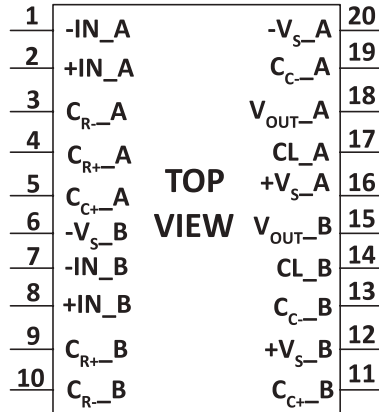 1 -IN_A -V_S_A 20
2 +IN_A C_C-_A 19
3 C_R-_A V_OUT_A 18
4 C_R+_A CL_A 17
5 C_C+_A TOP +V_S_A 16
6 -V_S_B VIEW V_OUT_B 15
7 -IN_B CL_B 14
8 +IN_B C_C-_B 13
9 C_R+_B +V_S_B 12
10 C_R-_B C_C+_B 11